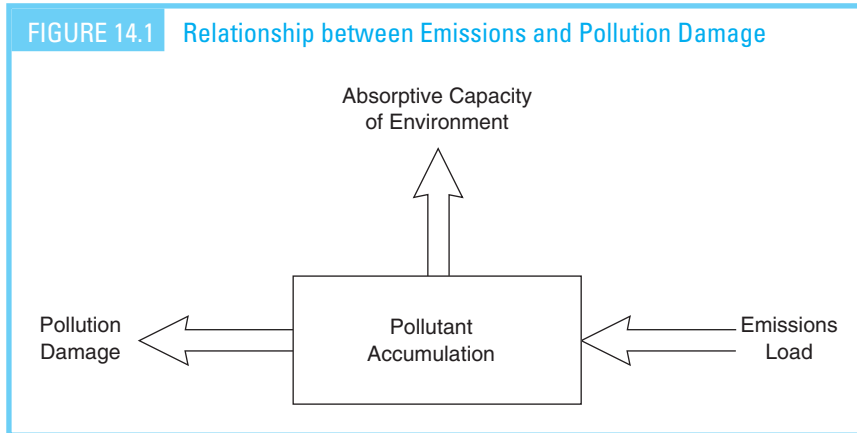 FIGURE 14.1 Relationship between Emissions and Pollution Damage
Absorptive Capacity
of Environment
Pollution
Damage
Pollutant
Accumulation
Emissions
Load